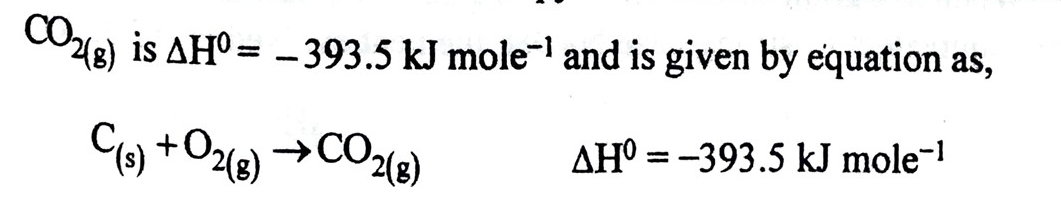 CO₂(g) is ΔH⁰ = – 393.5 kJ mole⁻¹ and is given by equation as,
C(s) + O₂(g) → CO₂(g) ΔH⁰ = –393.5 kJ mole⁻¹